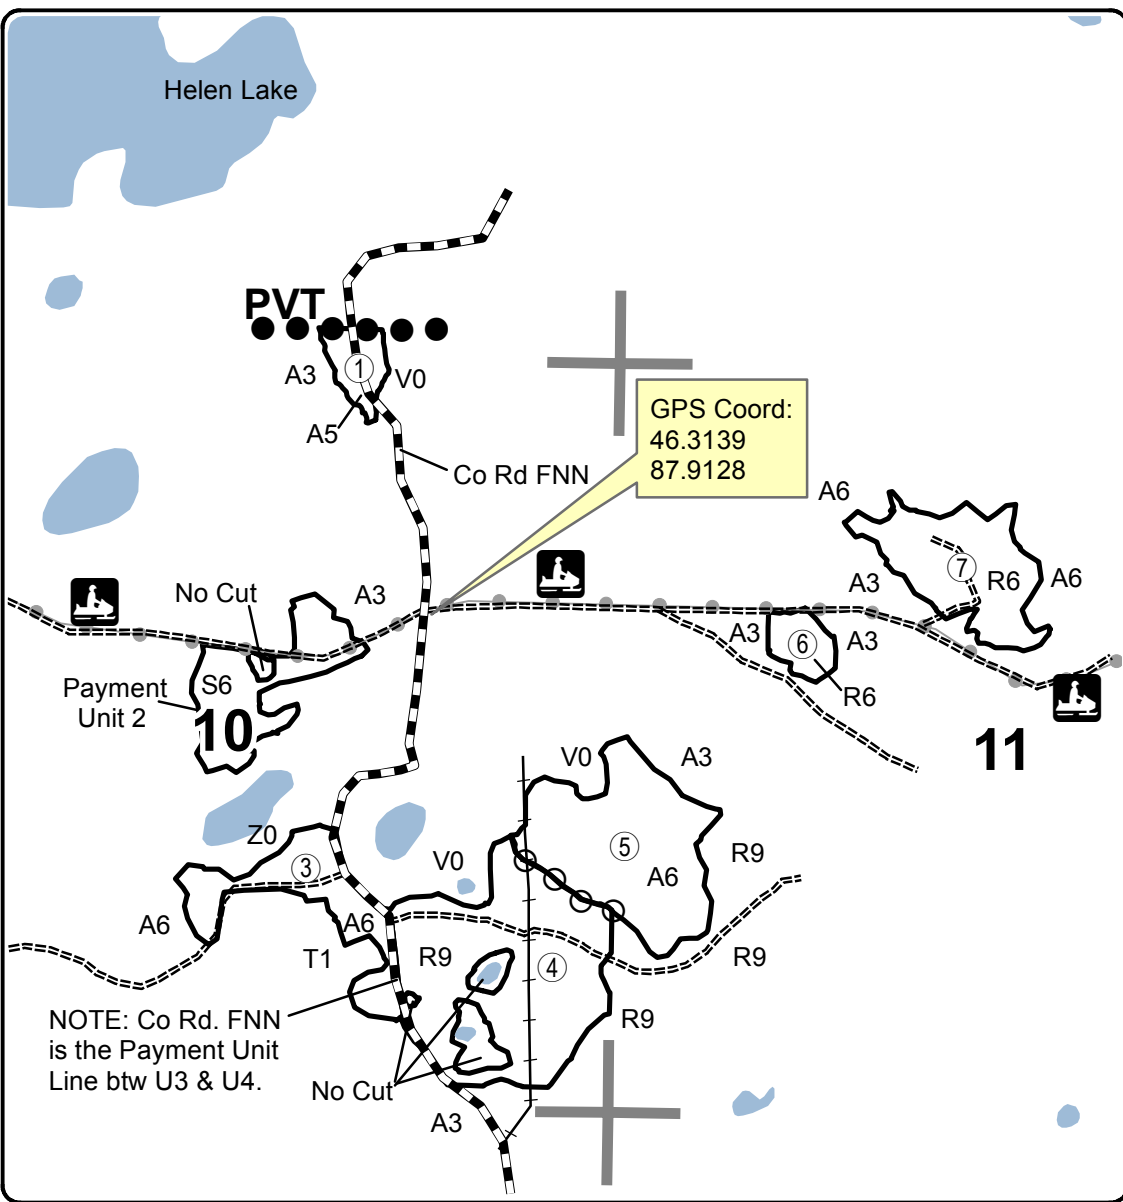 Helen Lake
PVT
A3
1
V0
A5
GPS Coord:
46.3139
87.9128
Co Rd FNN
A6
7
A3
R6
A6
No Cut
A3
A3
6
A3
R6
Payment
Unit 2
S6
10
11
V0
A3
Z0
5
R9
V0
A6
3
A6
A6
T1
R9
4
R9
R9
NOTE: Co Rd. FNN
is the Payment Unit
Line btw U3 & U4.
No Cut
A3